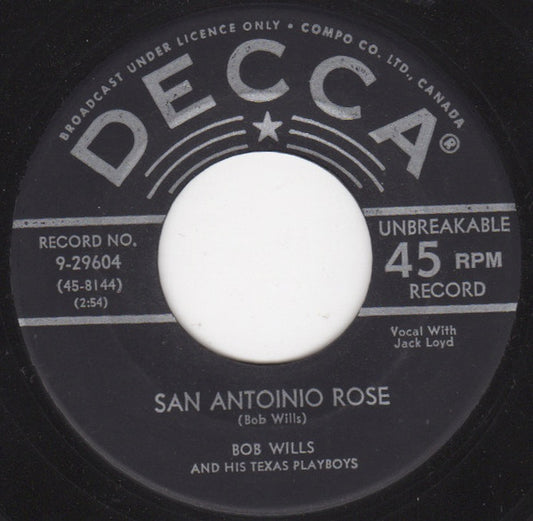 BROADCAST UNDER LICENCE ONLY • COMPO CO. LTD., CANADA
DECCA®
RECORD NO.
9-29604
(45-8144)
(2:54)
UNBREAKABLE
45 RPM
RECORD
Vocal With
Jack Loyd
SAN ANTOINIO ROSE
(Bob Wills)
BOB WILLS
AND HIS TEXAS PLAYBOYS